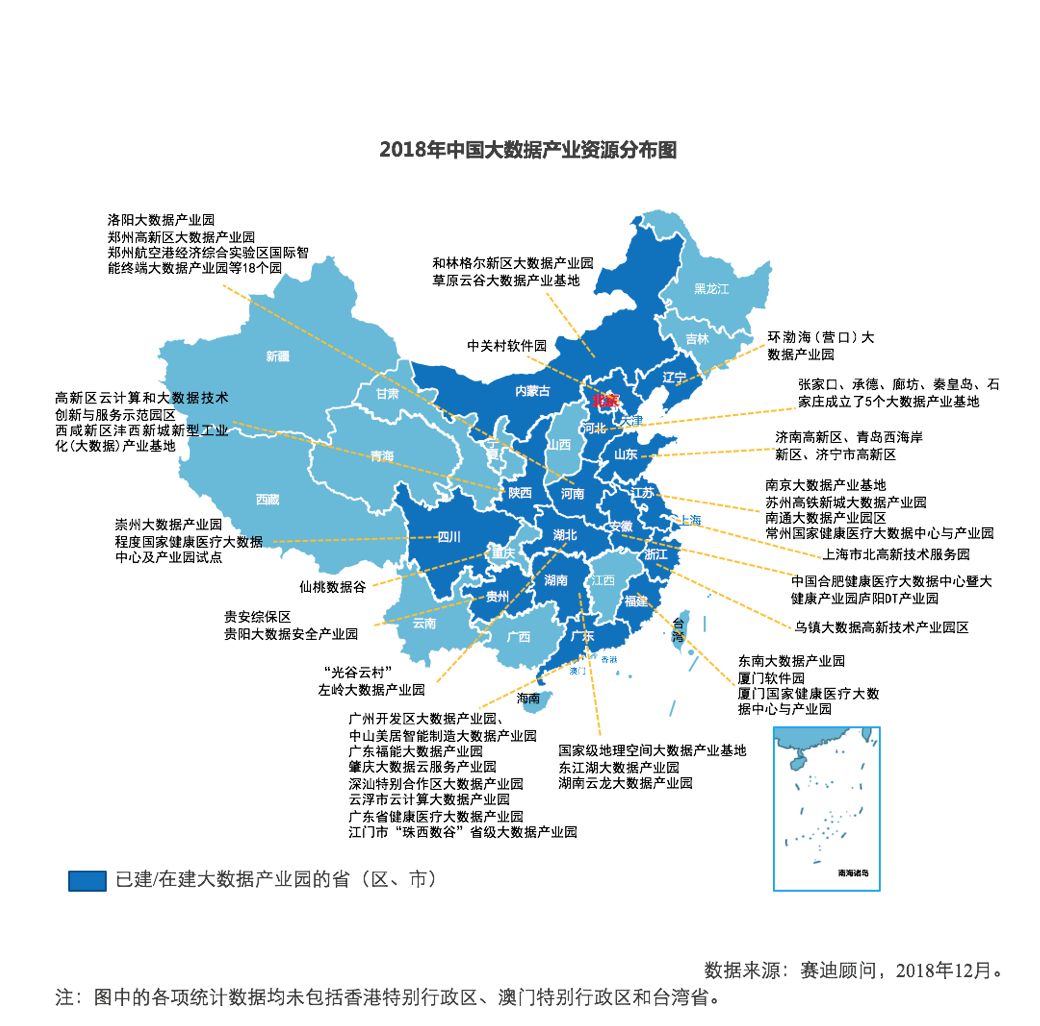 2018年中国大数据产业资源分布图
洛阳大数据产业园
郑州高新区大数据产业园
郑州航空港经济综合实验区国际智
能终端大数据产业园等18个园
和林格尔新区大数据产业园
草原云谷大数据产业基地
中关村软件园
环渤海(营口)大
数据产业园
张家口、承德、廊坊、秦皇岛、石
家庄成立了5个大数据产业基地
高新区云计算和大数据技术
创新与服务示范园区
西咸新区沣西新城新型工业
化(大数据)产业基地
济南高新区、青岛西海岸
新区、济宁市高新区
南京大数据产业基地
苏州高铁新城大数据产业园
南通大数据产业园区
常州国家健康医疗大数据中心与产业园
崇州大数据产业园
程度国家健康医疗大数据
中心及产业园试点
上海市北高新技术服务园
仙桃数据谷
中国合肥健康医疗大数据中心暨大
健康产业园庐阳DT产业园
贵安综保区
贵阳大数据安全产业园
乌镇大数据高新技术产业园区
“光谷云村”
左岭大数据产业园
东南大数据产业园
厦门软件园
厦门国家健康医疗大数
据中心与产业园
广州开发区大数据产业园、
中山美居智能制造大数据产业园
广东福能大数据产业园
肇庆大数据云服务产业园
深汕特别合作区大数据产业园
云浮市云计算大数据产业园
广东省健康医疗大数据产业园
江门市“珠西数谷”省级大数据产业园
国家级地理空间大数据产业基地
东江湖大数据产业园
湖南云龙大数据产业园
黑龙江
吉林
辽宁
新疆
甘肃
内蒙古
北京
天津
河北
山西
宁夏
青海
山东
西藏
陕西
河南
江苏
上海
安徽
四川
湖北
重庆
浙江
湖南
江西
贵州
福建
云南
广西
广东
台湾
香港
澳门
海南
南海诸岛
已建/在建大数据产业园的省（区、市）
数据来源：赛迪顾问，2018年12月。
注：图中的各项统计数据均未包括香港特别行政区、澳门特别行政区和台湾省。